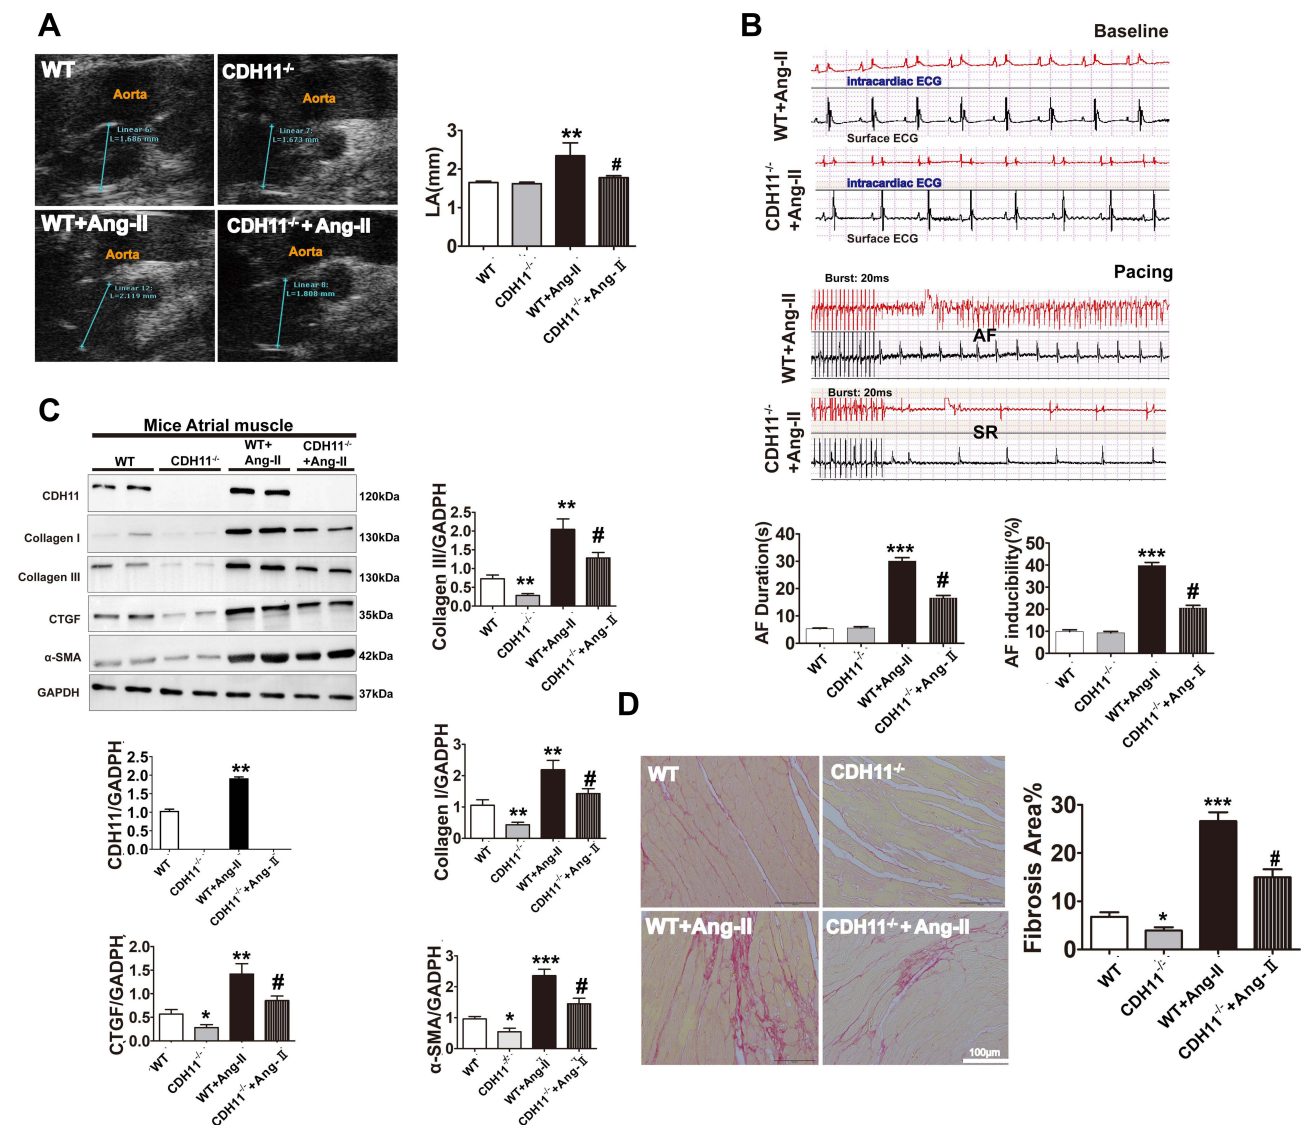 A
WT
Aorta
Linear 6:
L=1.686 mm
CDH11-/-
Aorta
Linear 7:
L=1.673 mm
WT+Ang-II
Aorta
Linear 12:
L=2.119 mm
CDH11-/-+Ang-II
Aorta
Linear 8:
L=1.808 mm
LA(mm)
3
2
1
0
**
#
WT
CDH11-/-
WT+Ang-II
CDH11-/-+Ang-II
B
Baseline
WT+Ang-II
intracardiac ECG
Surface ECG
CDH11-/-
+Ang-II
intracardiac ECG
Surface ECG
Pacing
Burst: 20ms
WT+Ang-II
AF
Burst: 20ms
CDH11-/-
+Ang-II
SR
AF Duration(s)
40
30
20
10
0
***
#
WT
CDH11-/-
WT+Ang-II
CDH11-/-+Ang-II
AF inducibility(%)
50
40
30
20
10
0
***
#
WT
CDH11-/-
WT+Ang-II
CDH11-/-+Ang-II
C
Mice Atrial muscle
WT
CDH11-/-
WT+
Ang-II
CDH11-/-
+Ang-II
CDH11 120kDa
Collagen I 130kDa
Collagen III 130kDa
CTGF 35kDa
α-SMA 42kDa
GAPDH 37kDa
Collagen III/GADPH
2.5
2.0
1.5
1.0
0.5
0.0
**
**
#
WT
CDH11-/-
WT+Ang-II
CDH11-/-+Ang-II
CDH11/GADPH
2.5
2.0
1.5
1.0
0.5
0.0
**
WT
CDH11-/-
WT+Ang-II
CDH11-/-+Ang-II
Collagen I/GADPH
3
2
1
0
**
**
#
WT
CDH11-/-
WT+Ang-II
CDH11-/-+Ang-II
CTGF/GADPH
2.0
1.5
1.0
0.5
0.0
*
**
#
WT
CDH11-/-
WT+Ang-II
CDH11-/-+Ang-II
α-SMA/GADPH
3
2
1
0
*
***
#
WT
CDH11-/-
WT+Ang-II
CDH11-/-+Ang-II
D
WT
CDH11-/-
WT+Ang-II
CDH11-/-+Ang-II
100μm
Fibrosis Area%
30
20
10
0
*
***
#
WT
CDH11-/-
WT+Ang-II
CDH11-/-+Ang-II